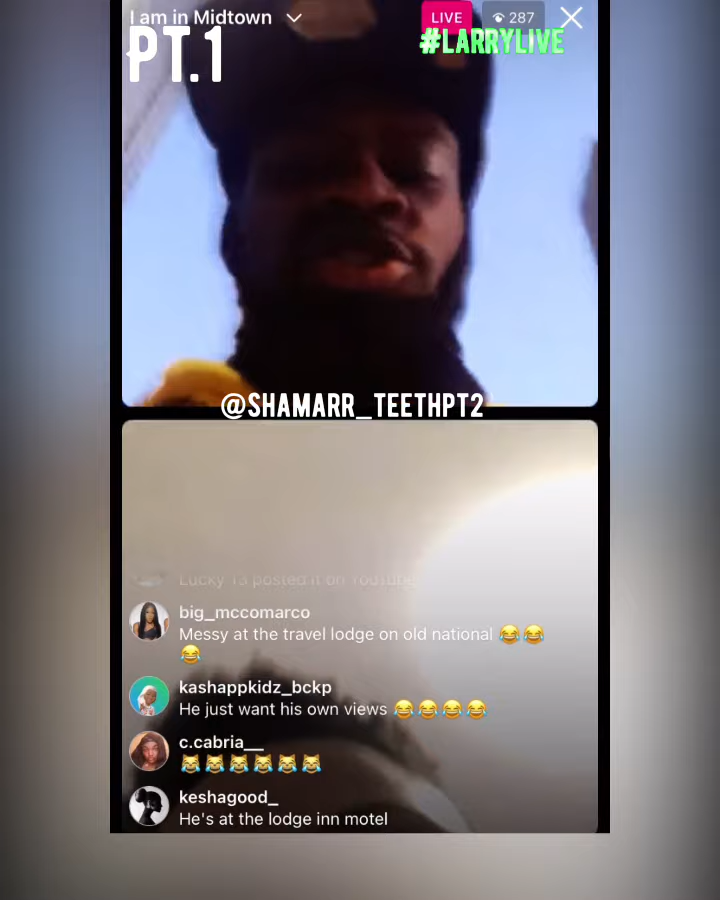 I am in Midtown
LIVE
287
PT.1
#LARRYLIVE
@SHAMARR_TEETHPT2
Lucky 13 posted it on YouTube
big_mccomarco
Messy at the travel lodge on old national 😂😂
😂
kashappkidz_bckp
He just want his own views 😂😂😂😂
c.cabria__
😹😹😹😹😹😹
keshagood_
He's at the lodge inn motel